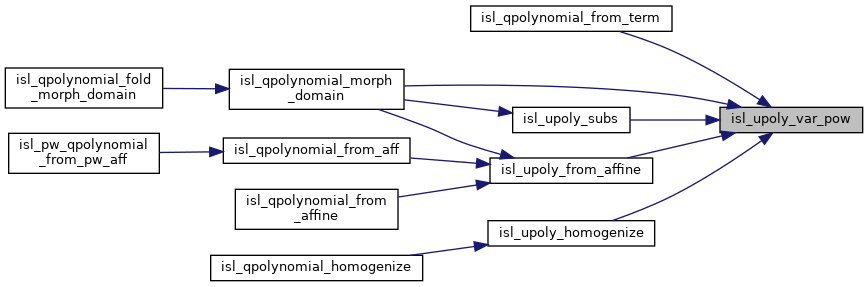 isl_qpolynomial_from_term
isl_qpolynomial_fold
_morph_domain
isl_qpolynomial_morph
_domain
isl_upoly_subs
isl_upoly_var_pow
isl_pw_qpolynomial
_from_pw_aff
isl_qpolynomial_from_aff
isl_upoly_from_affine
isl_qpolynomial_from
_affine
isl_upoly_homogenize
isl_qpolynomial_homogenize